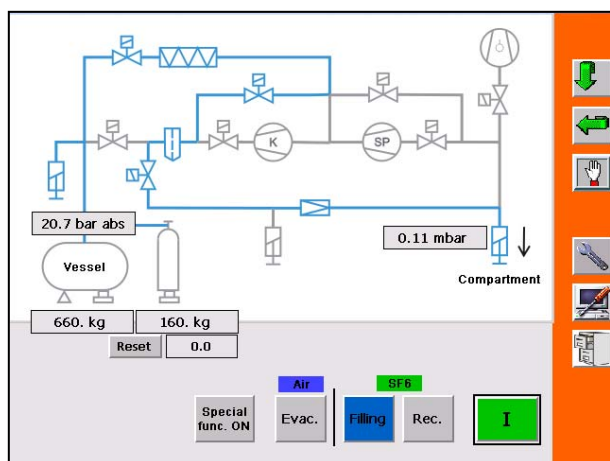 K
SP
20.7 bar abs
0.11 mbar
Vessel
Compartment
660. kg
160. kg
Reset
0.0
Air
SF6
Special
func. ON
Evac.
Filling
Rec.
I